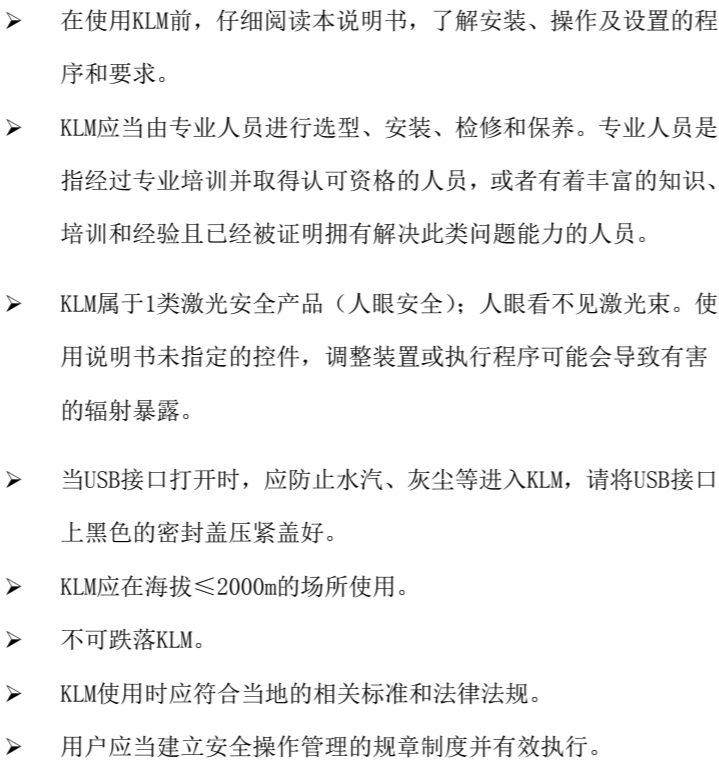 ➢ 在使用KLM前，仔细阅读本说明书，了解安装、操作及设置的程
序和要求。
➢ KLM应当由专业人员进行选型、安装、检修和保养。专业人员是
指经过专业培训并取得认可资格的人员，或者有着丰富的知识、
培训和经验且已经被证明拥有解决此类问题能力的人员。
➢ KLM属于1类激光安全产品（人眼安全）；人眼看不见激光束。使
用说明书未指定的控件，调整装置或执行程序可能会导致有害
的辐射暴露。
➢ 当USB接口打开时，应防止水汽、灰尘等进入KLM，请将USB接口
上黑色的密封盖压紧盖好。
➢ KLM应在海拔≤2000m的场所使用。
➢ 不可跌落KLM。
➢ KLM使用时应符合当地的相关标准和法律法规。
➢ 用户应当建立安全操作管理的规章制度并有效执行。